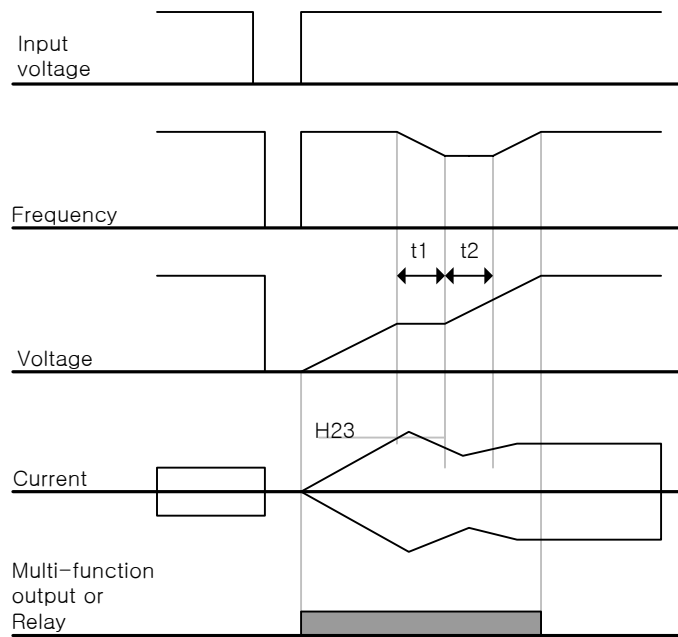 Input
voltage
Frequency
t1 t2
Voltage
H23
Current
Multi-function
output or
Relay